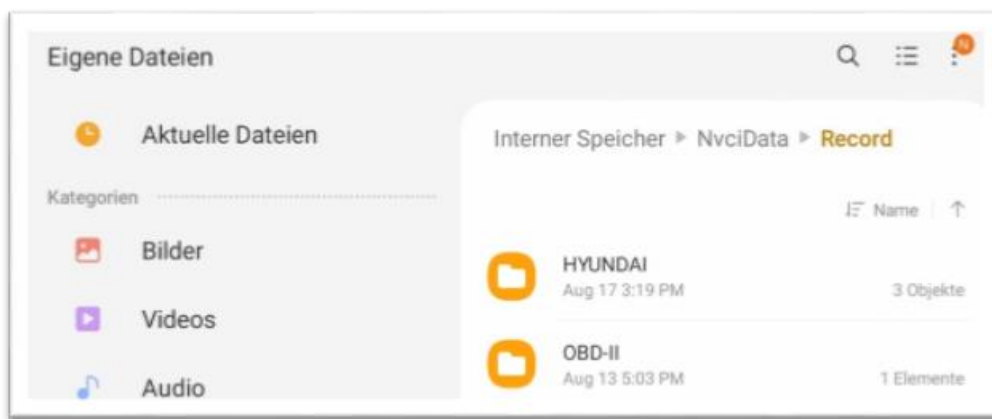 Eigene Dateien
N
Aktuelle Dateien
Interner Speicher ▸ NvciData ▸ Record
Kategorien
Name
Bilder
HYUNDAI
Aug 17 3:19 PM
3 Objekte
Videos
OBD-II
Aug 13 5:03 PM
1 Elemente
Audio